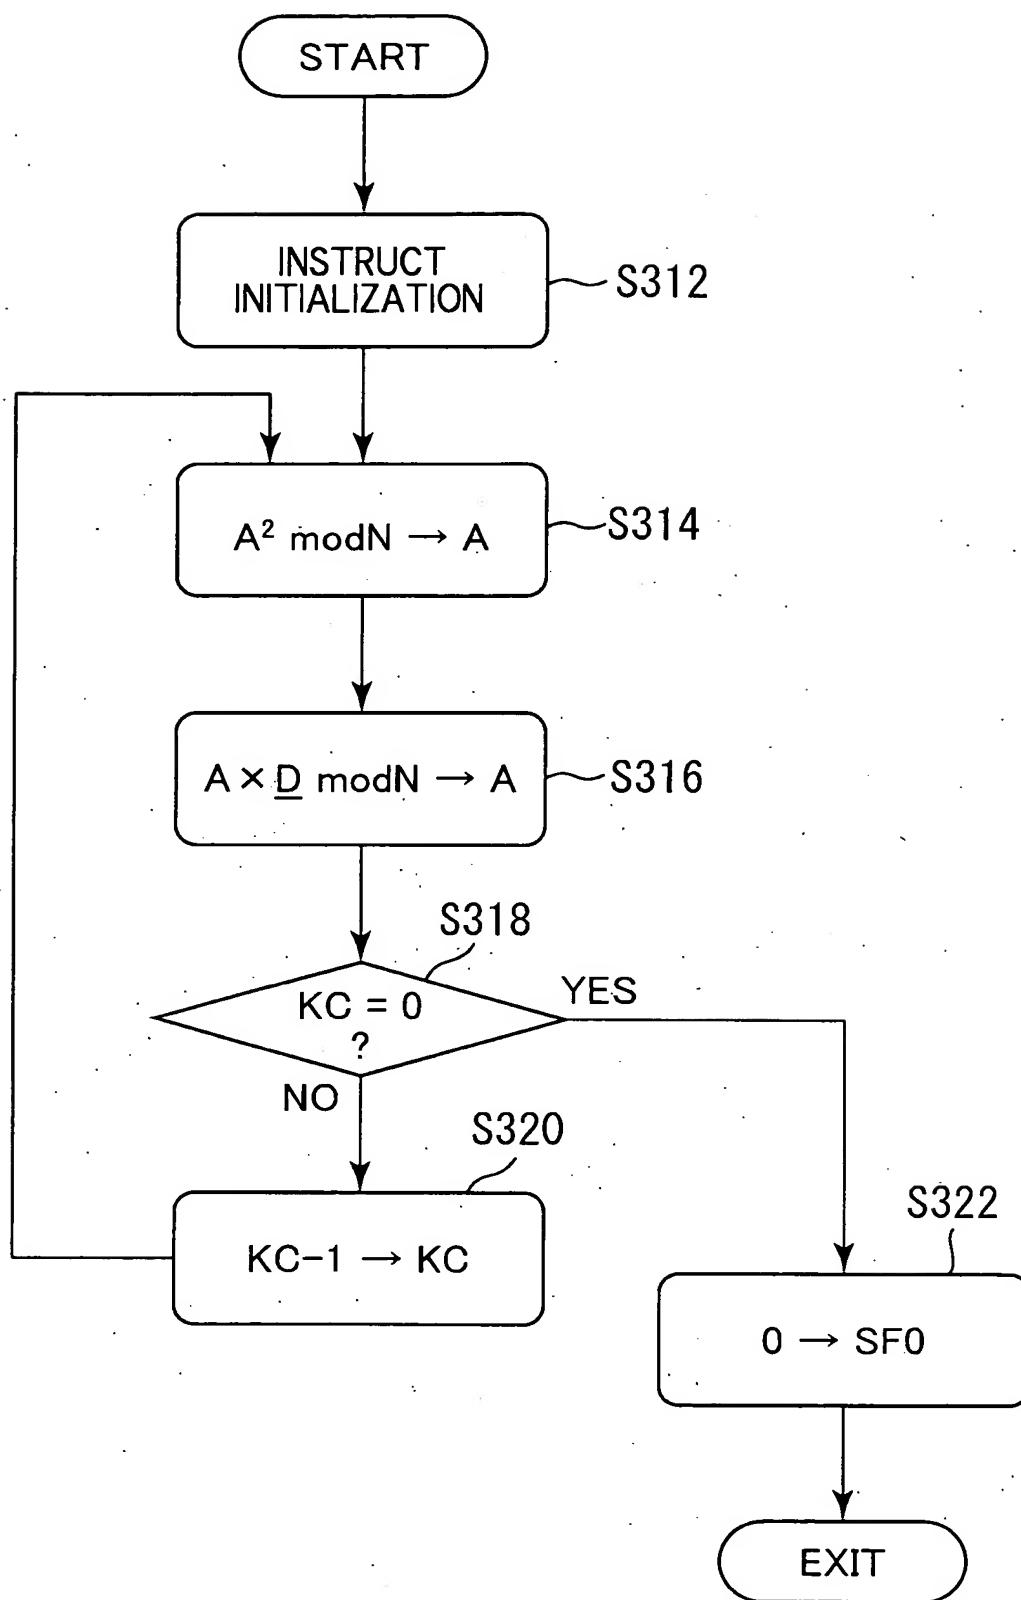 START
INSTRUCT
INITIALIZATION
S312
A² modN → A
S314
A × D modN → A
S316
S318
KC = 0
?
YES
NO
S320
KC-1 → KC
S322
0 → SF0
EXIT